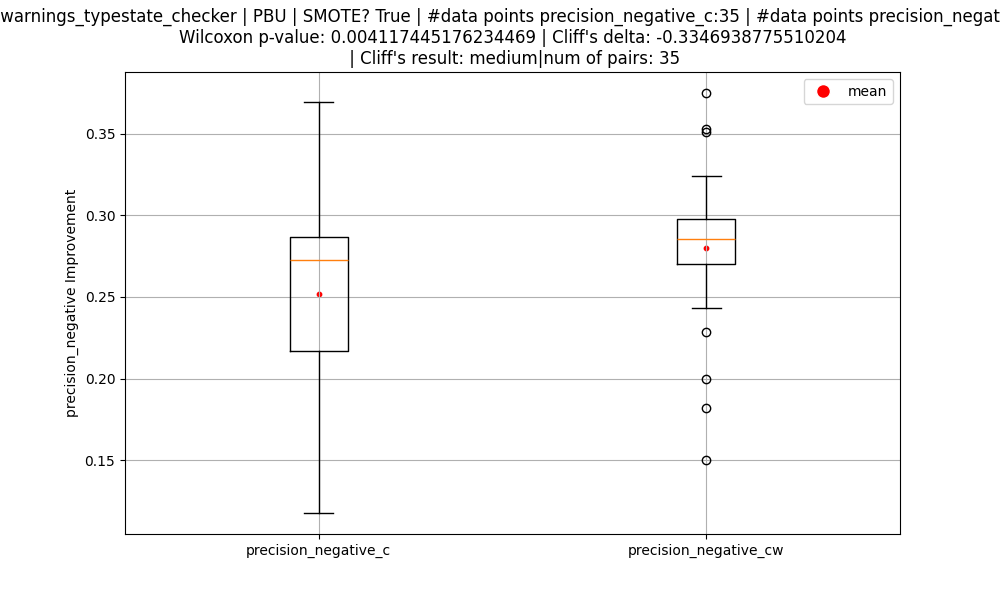 warnings_typestate_checker | PBU | SMOTE? True | #data points precision_negative_c:35 | #data points precision_negat
Wilcoxon p-value: 0.004117445176234469 | Cliff's delta: -0.3346938775510204
| Cliff's result: medium|num of pairs: 35
mean
precision_negative Improvement
0.35
0.30
0.25
0.20
0.15
precision_negative_c
precision_negative_cw